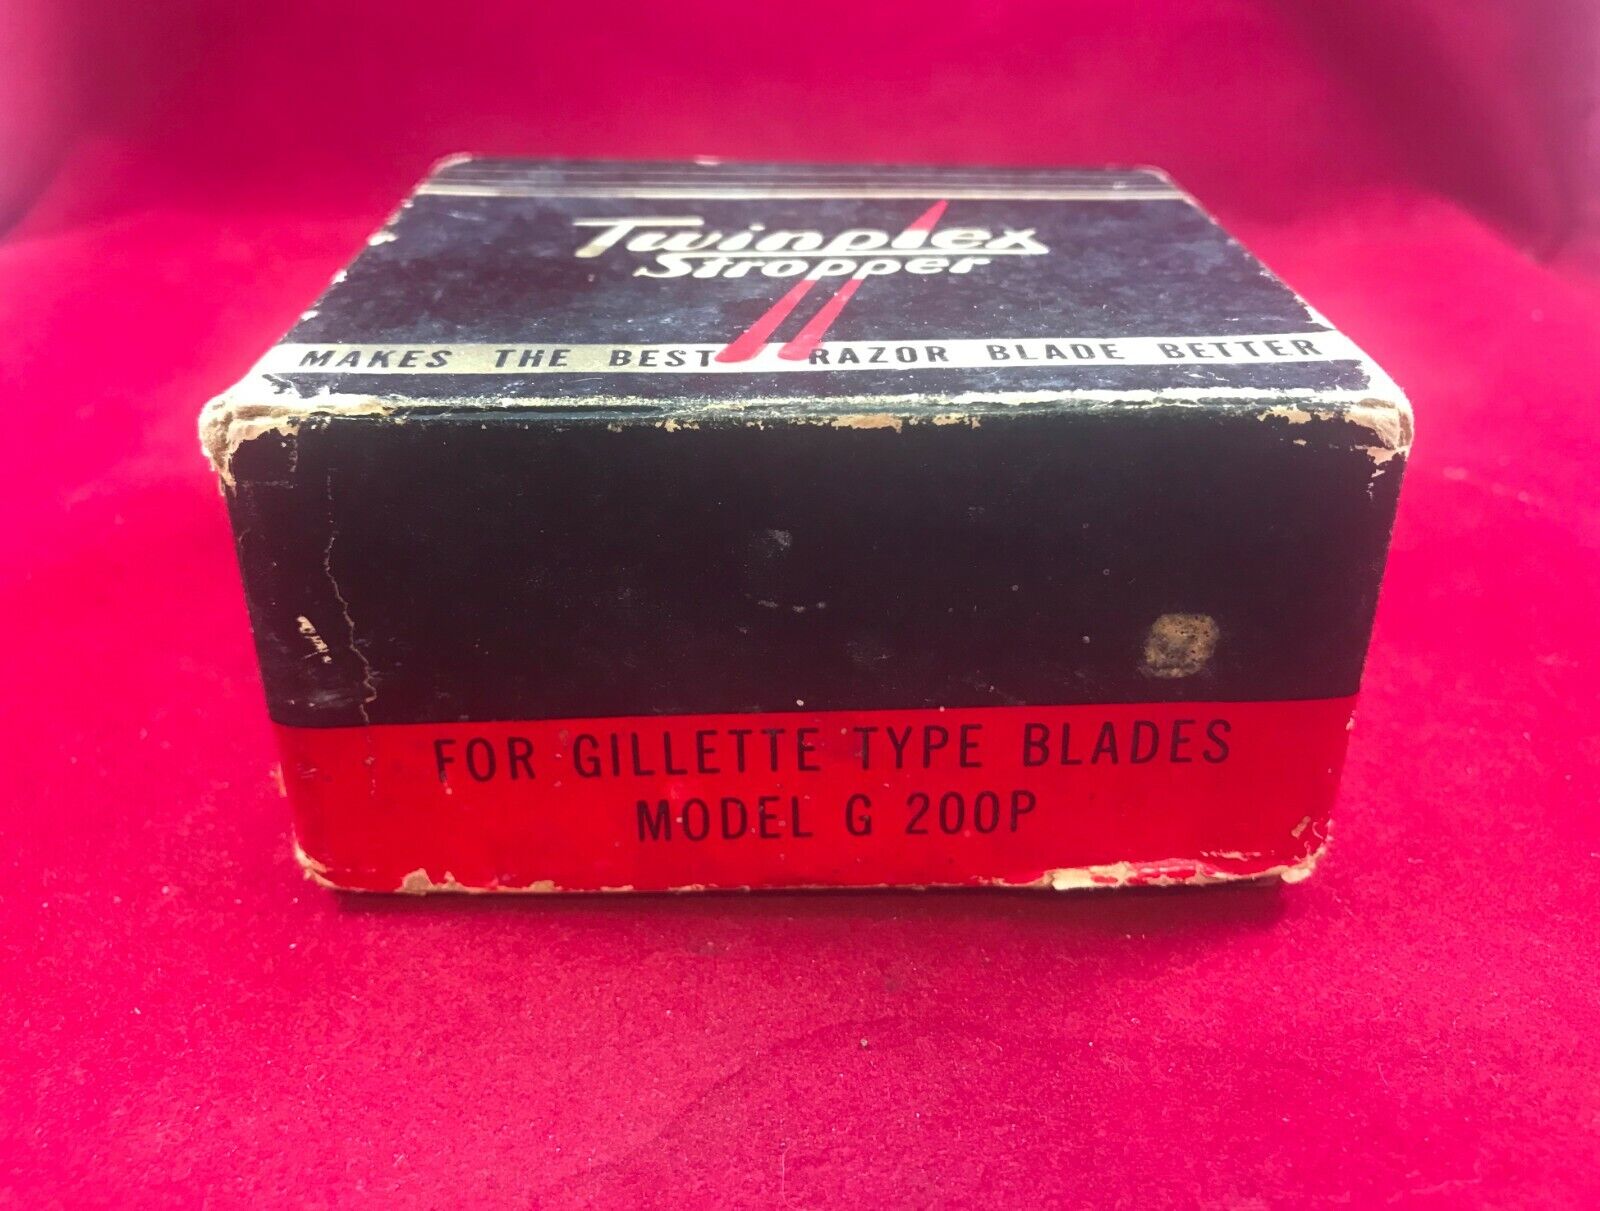 Twinplex
Stropper
MAKES THE BEST RAZOR BLADE BETTER
FOR GILLETTE TYPE BLADES
MODEL G 200P